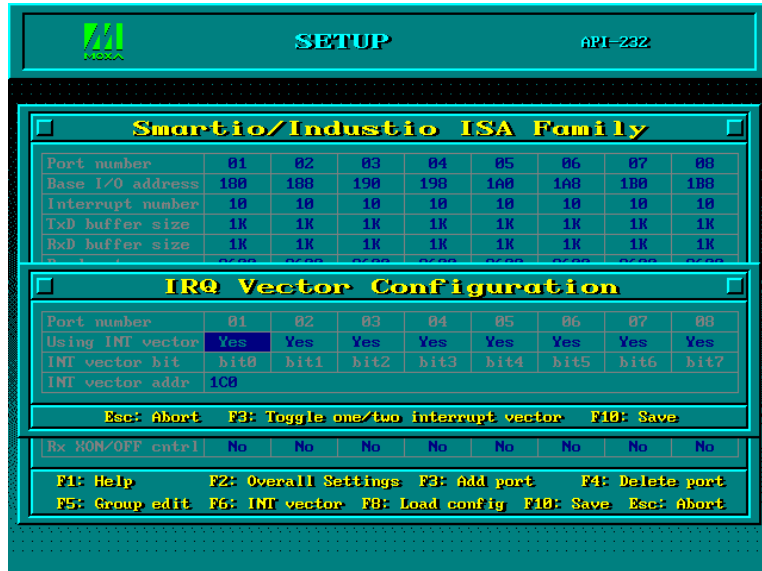 MOXA SETUP API-232
Smartio/Industio ISA Family
Port number 01 02 03 04 05 06 07 08
Base I/O address 180 188 190 198 1A0 1A8 1B0 1B8
Interrupt number 10 10 10 10 10 10 10 10
TxD buffer size 1K 1K 1K 1K 1K 1K 1K 1K
RxD buffer size 1K 1K 1K 1K 1K 1K 1K 1K
IRQ Vector Configuration
Port number 01 02 03 04 05 06 07 08
Using INT vector Yes Yes Yes Yes Yes Yes Yes Yes
INT vector bit bit0 bit1 bit2 bit3 bit4 bit5 bit6 bit7
INT vector addr 1C0
Esc: Abort F3: Toggle one/two interrupt vector F10: Save
Rx XON/OFF cntrl No No No No No No No No
F1: Help F2: Overall Settings F3: Add port F4: Delete port
F5: Group edit F6: INT vector F8: Load config F10: Save Esc: Abort